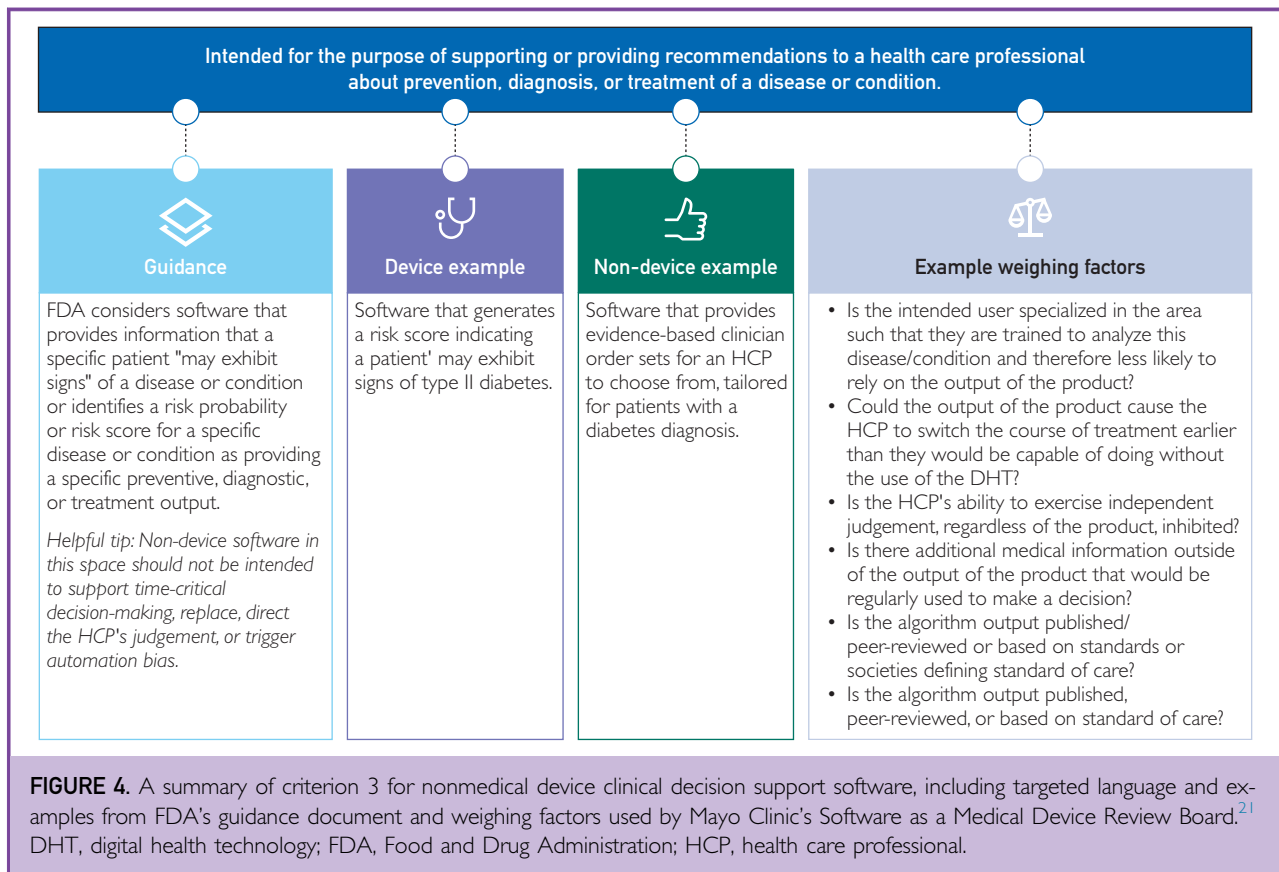 Intended for the purpose of supporting or providing recommendations to a health care professional
about prevention, diagnosis, or treatment of a disease or condition.
Guidance
FDA considers software that
provides information that a
specific patient "may exhibit
signs" of a disease or condition
or identifies a risk probability
or risk score for a specific
disease or condition as providing
a specific preventive, diagnostic,
or treatment output.
Helpful tip: Non-device software in
this space should not be intended
to support time-critical
decision-making, replace, direct
the HCP's judgement, or trigger
automation bias.
Device example
Software that generates
a risk score indicating
a patient' may exhibit
signs of type II diabetes.
Non-device example
Software that provides
evidence-based clinician
order sets for an HCP
to choose from, tailored
for patients with a
diabetes diagnosis.
Example weighing factors
• Is the intended user specialized in the area
such that they are trained to analyze this
disease/condition and therefore less likely to
rely on the output of the product?
• Could the output of the product cause the
HCP to switch the course of treatment earlier
than they would be capable of doing without
the use of the DHT?
• Is the HCP's ability to exercise independent
judgement, regardless of the product, inhibited?
• Is there additional medical information outside
of the output of the product that would be
regularly used to make a decision?
• Is the algorithm output published/
peer-reviewed or based on standards or
societies defining standard of care?
• Is the algorithm output published,
peer-reviewed, or based on standard of care?
FIGURE 4. A summary of criterion 3 for nonmedical device clinical decision support software, including targeted language and ex-
amples from FDA's guidance document and weighing factors used by Mayo Clinic's Software as a Medical Device Review Board.21
DHT, digital health technology; FDA, Food and Drug Administration; HCP, health care professional.